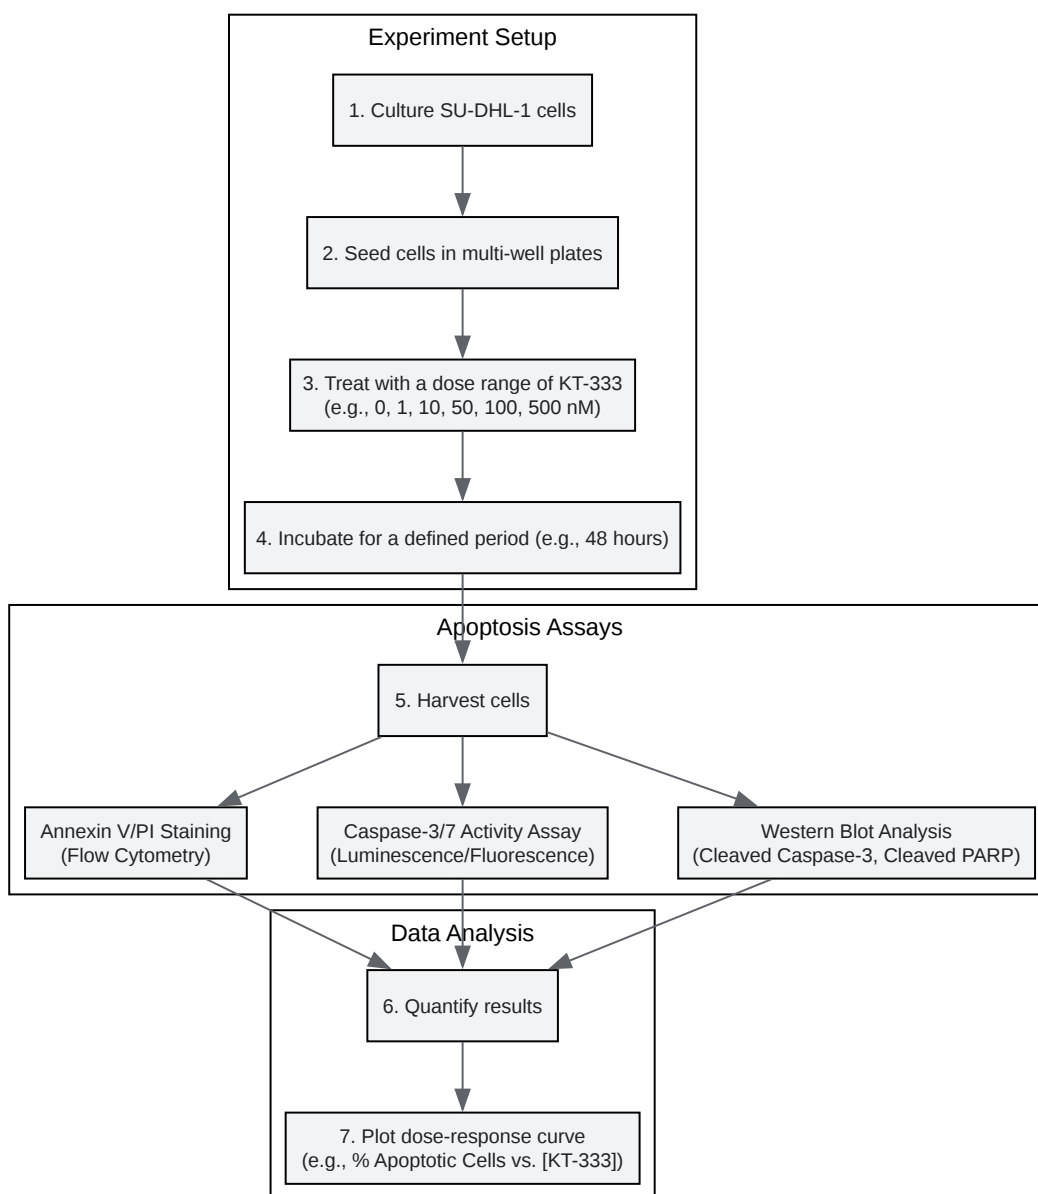 Experiment Setup
1. Culture SU-DHL-1 cells
2. Seed cells in multi-well plates
3. Treat with a dose range of KT-333
(e.g., 0, 1, 10, 50, 100, 500 nM)
4. Incubate for a defined period (e.g., 48 hours)
Apoptosis Assays
5. Harvest cells
Annexin V/PI Staining
(Flow Cytometry)
Caspase-3/7 Activity Assay
(Luminescence/Fluorescence)
Western Blot Analysis
(Cleaved Caspase-3, Cleaved PARP)
Data Analysis
6. Quantify results
7. Plot dose-response curve
(e.g., % Apoptotic Cells vs. [KT-333])